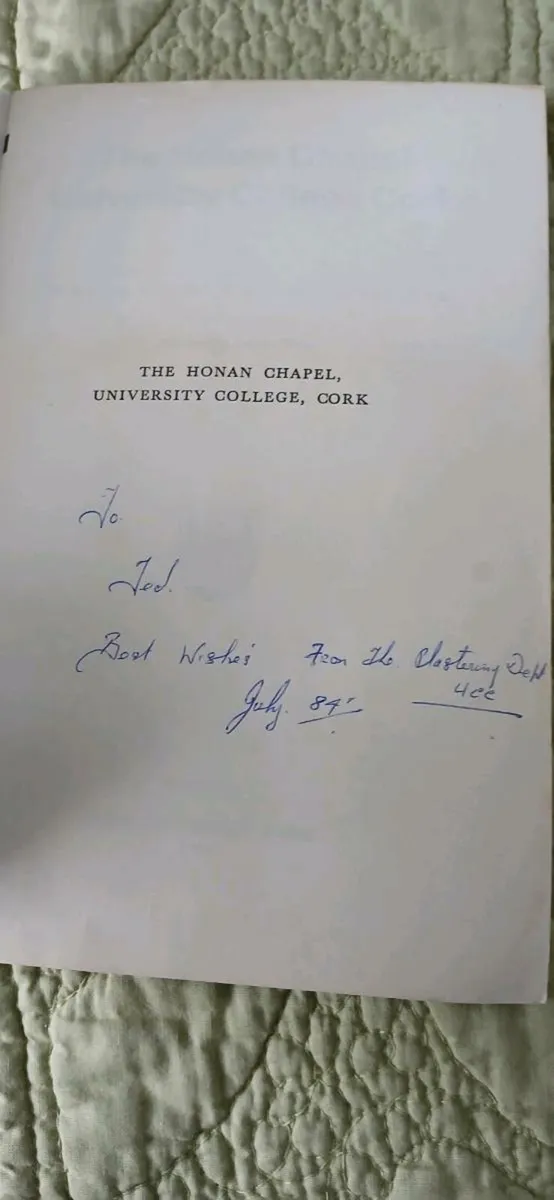 THE HONAN CHAPEL,
UNIVERSITY COLLEGE, CORK
To
Ted.
Best Wishes From The Plastering Dept
July. 84' UCC